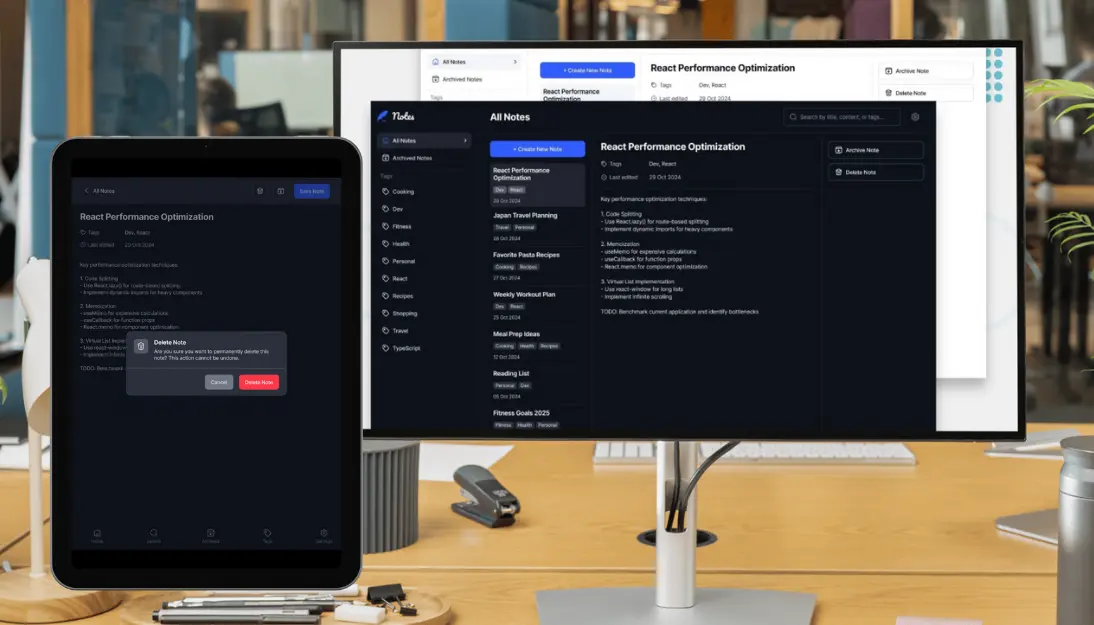 All Notes
Archived Notes
Tags
+ Create New Note
React Performance
Optimization
React Performance Optimization
Tags Dev, React
Last edited 29 Oct 2024
Archive Note
Delete Note
Notes
All Notes
Archived Notes
Tags
Cooking
Dev
Fitness
Health
Personal
React
Recipes
Shopping
Travel
TypeScript
All Notes
Search by title, content, or tags...
+ Create New Note
React Performance
Optimization
Dev React
29 Oct 2024
Japan Travel Planning
Travel Personal
28 Oct 2024
Favorite Pasta Recipes
Cooking Recipes
27 Oct 2024
Weekly Workout Plan
Dev React
25 Oct 2024
Meal Prep Ideas
Cooking Health Recipes
12 Oct 2024
Reading List
Personal Dev
05 Oct 2024
Fitness Goals 2025
Fitness Health Personal
React Performance Optimization
Tags Dev, React
Last edited 29 Oct 2024
Key performance optimization techniques:
1. Code Splitting
- Use React.lazy() for route-based splitting
- Implement dynamic imports for heavy components
2. Memoization
- useMemo for expensive calculations
- useCallback for function props
- React.memo for component optimization
3. Virtual List Implementation
- Use react-window for long lists
- Implement infinite scrolling
TODO: Benchmark current application and identify bottlenecks
Archive Note
Delete Note
All Notes
Save Note
React Performance Optimization
Tags Dev, React
Last edited 29 Oct 2024
Key performance optimization techniques:
1. Code Splitting
- Use React.lazy() for route-based splitting
- Implement dynamic imports for heavy components
2. Memoization
- useMemo for expensive calculations
- useCallback for function props
- React.memo for component optimization
3. Virtual List
- Use react-window
- Implement
TODO: Benchmark
Delete Note
Are you sure you want to permanently delete this
note? This action cannot be undone.
Cancel
Delete Note